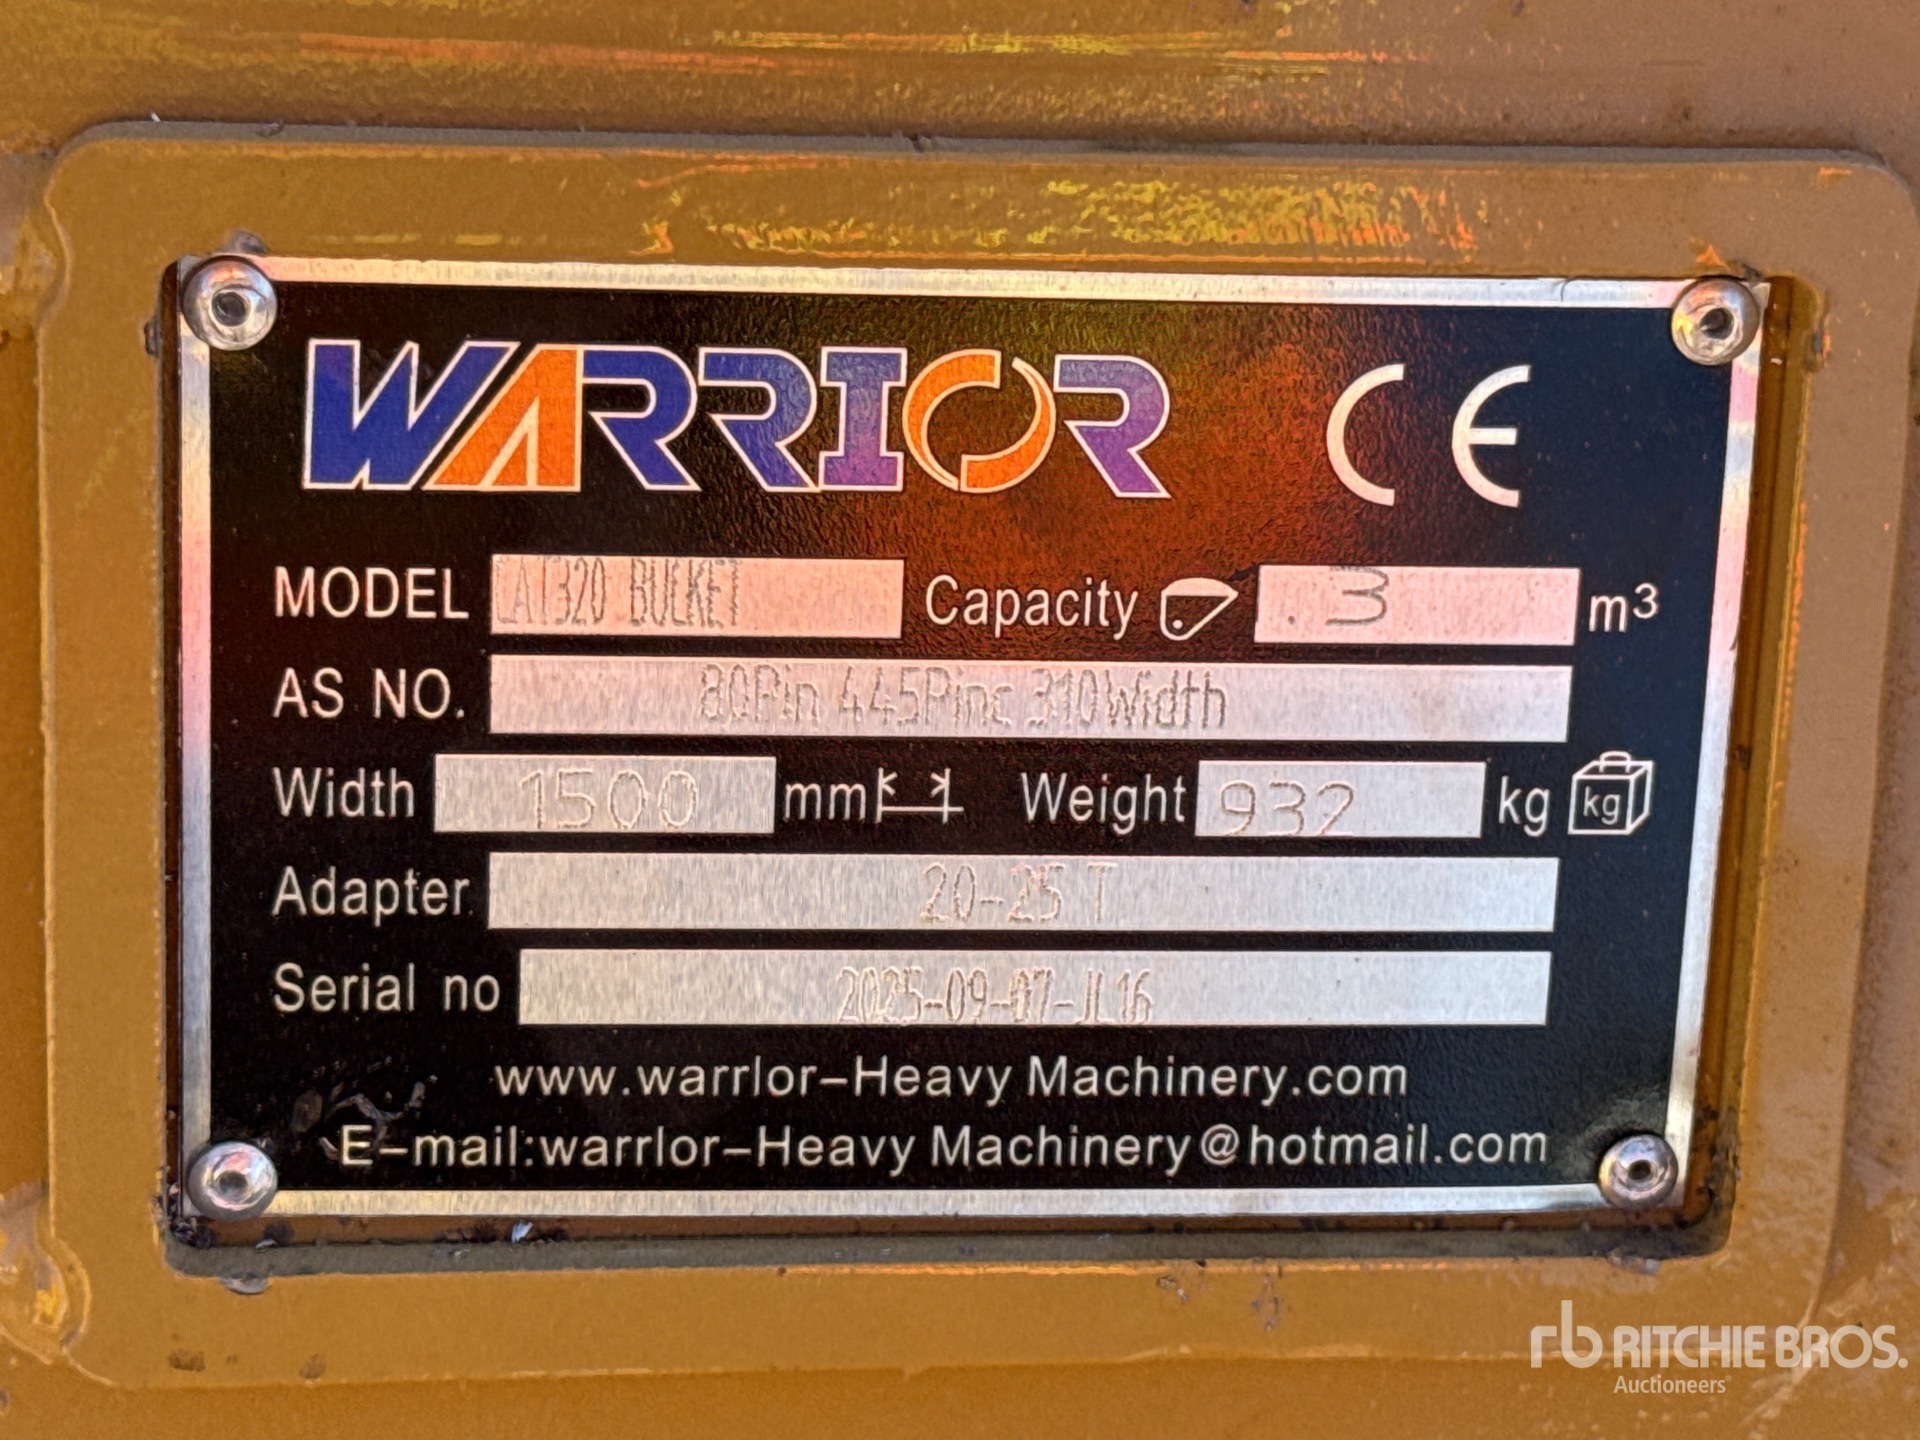 WARRIOR CE
MODEL CAT320 BUCKET Capacity .3 m³
AS NO. 80Pin 445Pinc 310Width
Width 1500 mm Weight 932 kg kg
Adapter 20-25 T
Serial no 2025-09-07-JL16
www.warrlor-Heavy Machinery.com
E-mail:warrlor-Heavy Machinery@hotmail.com
rb RITCHIE BROS.
Auctioneers